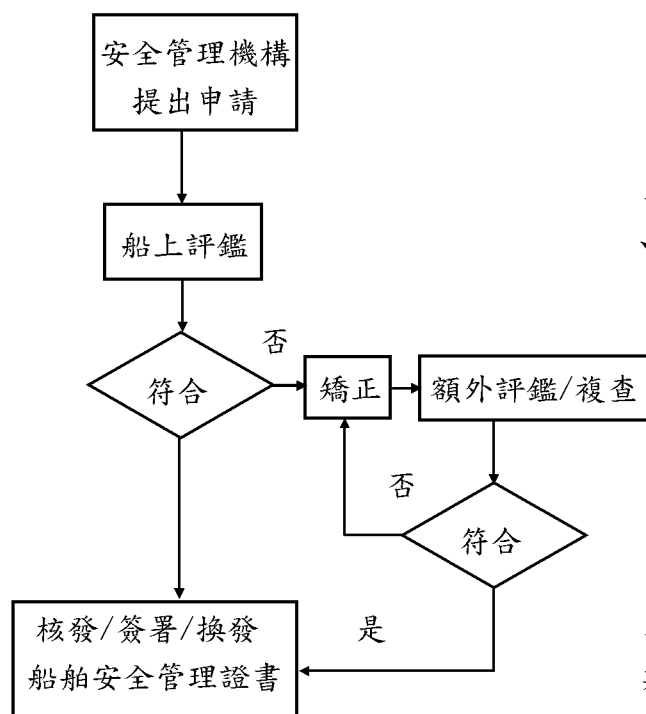 安全管理機構
提出申請
船上評鑑
否
符合
矯正
額外評鑑/複查
否
符合
是
核發/簽署/換發
船舶安全管理證書